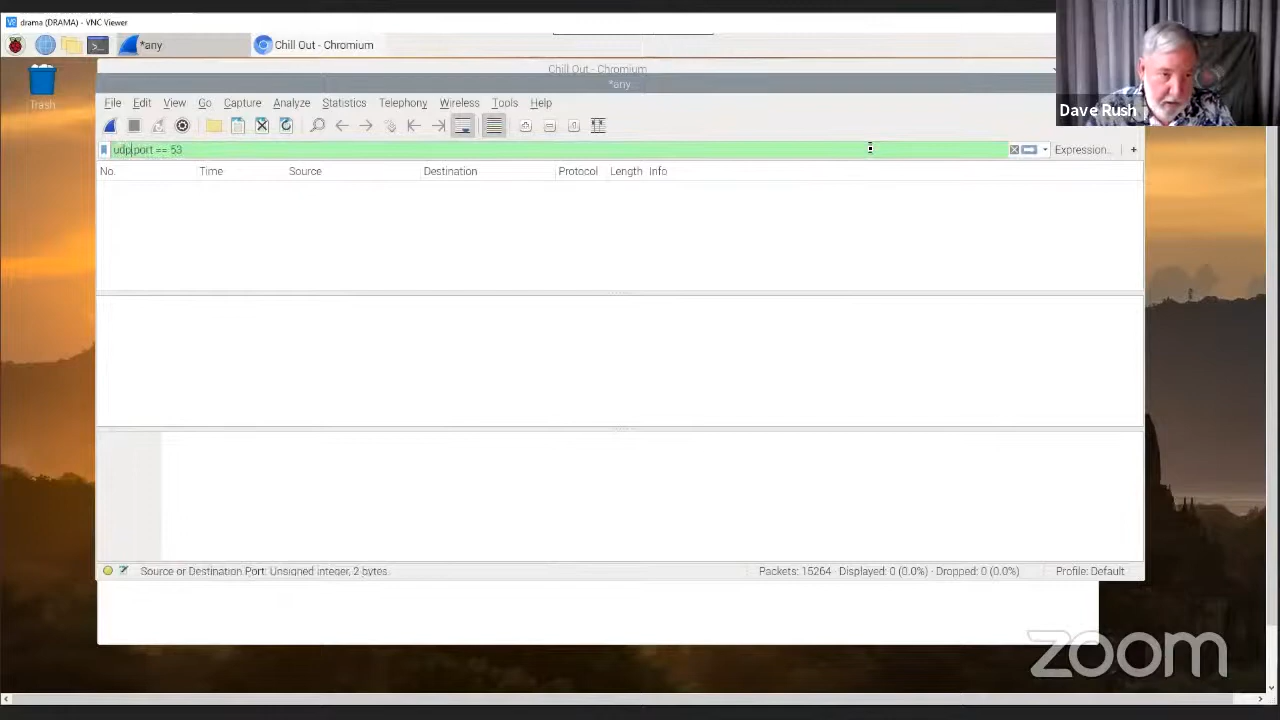 drama (DRAMA) - VNC Viewer
*any
Chill Out - Chromium
Trash
Chill Out - Chromium
*any
Dave Rush
File Edit View Go Capture Analyze Statistics Telephony Wireless Tools Help
udp.port == 53
Expression...
+
No. Time Source Destination Protocol Length Info
Source or Destination Port: Unsigned integer, 2 bytes
Packets: 15264 · Displayed: 0 (0.0%) · Dropped: 0 (0.0%)
Profile: Default
zoom